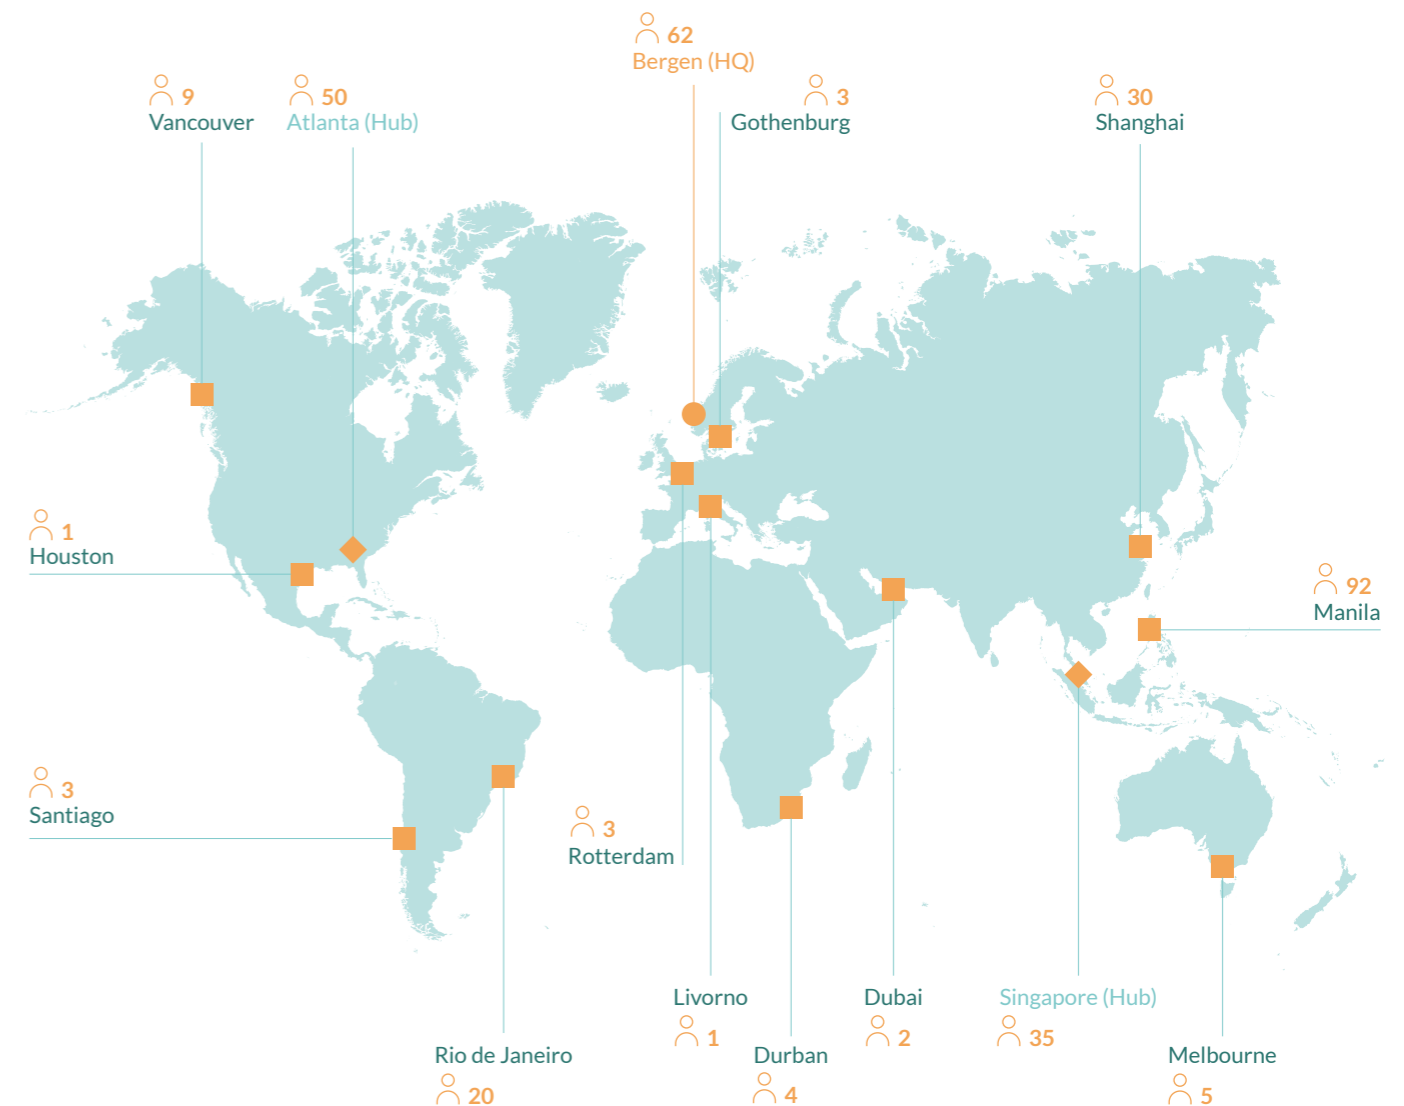 62
Bergen (HQ)
9
Vancouver
50
Atlanta (Hub)
3
Gothenburg
30
Shanghai
1
Houston
92
Manila
3
Santiago
3
Rotterdam
Livorno
1
Dubai
2
Singapore (Hub)
35
Rio de Janeiro
20
Durban
4
Melbourne
5